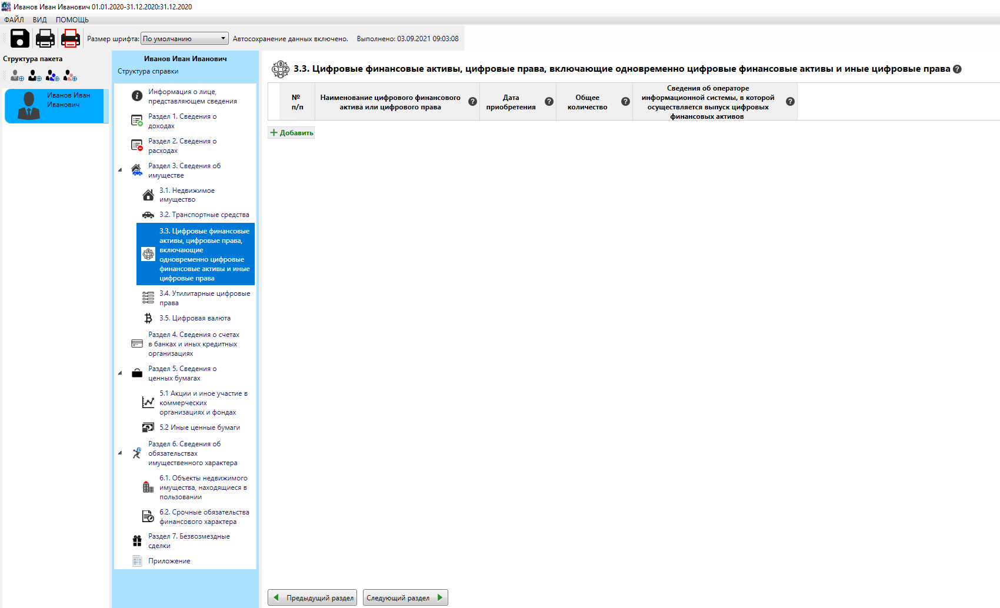 Иванов Иван Иванович 01.01.2020-31.12.2020:31.12.2020
ФАЙЛ ВИД ПОМОЩЬ
Размер шрифта: По умолчанию Автосохранение данных включено. Выполнено: 03.09.2021 09:03:08
Структура пакета
Иванов Иван
Иванович
Иванов Иван Иванович
Структура справки
Информация о лице,
представляющем сведения
Раздел 1. Сведения о
доходах
Раздел 2. Сведения о
расходах
Раздел 3. Сведения об
имуществе
3.1. Недвижимое
имущество
3.2. Транспортные средства
3.3. Цифровые финансовые
активы, цифровые права,
включающие
одновременно цифровые
финансовые активы и иные
цифровые права
3.4. Утилитарные цифровые
права
3.5. Цифровая валюта
Раздел 4. Сведения о счетах
в банках и иных кредитных
организациях
Раздел 5. Сведения о
ценных бумагах
5.1 Акции и иное участие в
коммерческих
организациях и фондах
5.2 Иные ценные бумаги
Раздел 6. Сведения об
обязательствах
имущественного характера
6.1. Объекты недвижимого
имущества, находящиеся в
пользовании
6.2. Срочные обязательства
финансового характера
Раздел 7. Безвозмездные
сделки
Приложение
3.3. Цифровые финансовые активы, цифровые права, включающие одновременно цифровые финансовые активы и иные цифровые права ?
№
п/п
Наименование цифрового финансового
актива или цифрового права
?
Дата
приобретения
?
Общее
количество
?
Сведения об операторе
информационной системы, в которой
осуществляется выпуск цифровых
финансовых активов
?
Добавить
Предыдущий раздел Следующий раздел